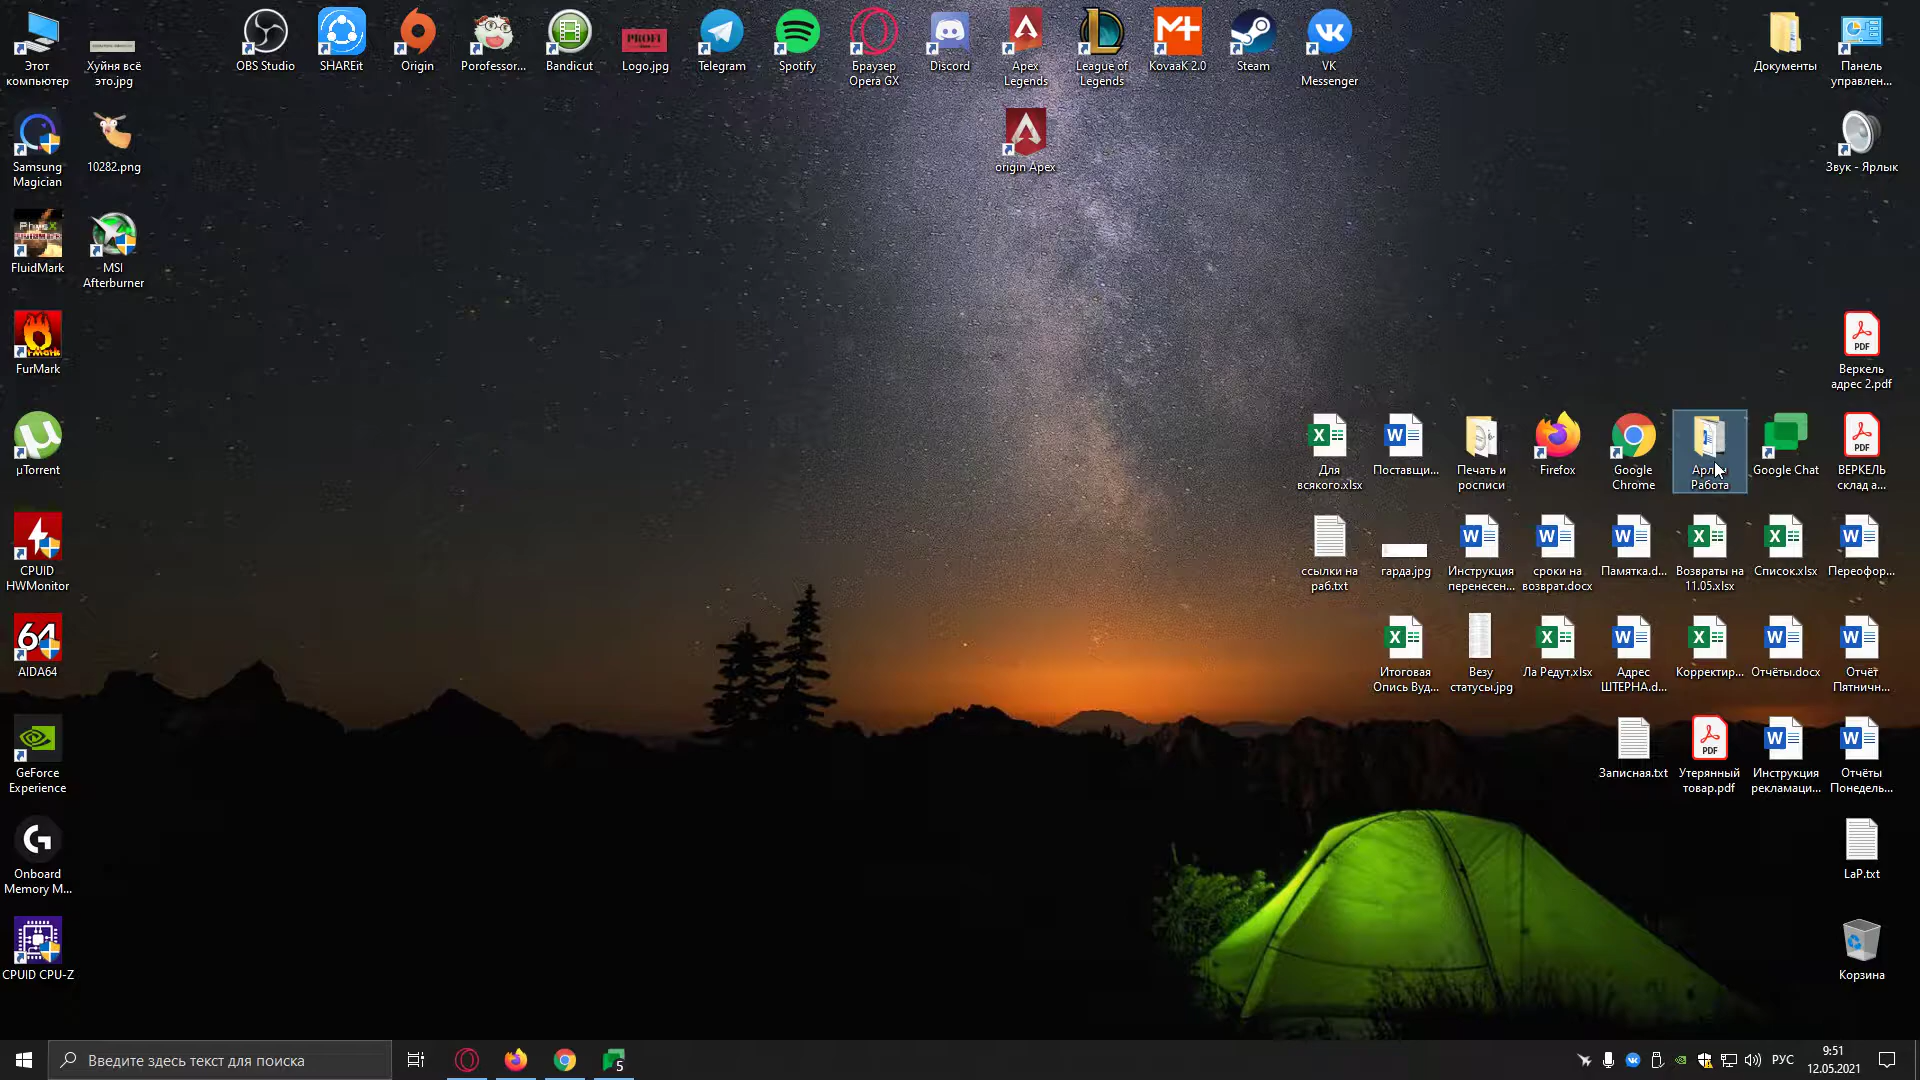 Этот
компьютер
Хуйня всё
это.jpg
OBS Studio
SHAREit
Origin
Porofessor...
Bandicut
PROFI
Logo.jpg
Telegram
Spotify
Браузер
Opera GX
Discord
Apex
Legends
League of
Legends
KovaaK 2.0
Steam
VK
Messenger
Документы
Панель
управлен...
Samsung
Magician
10282.png
origin Apex
Звук - Ярлык
FluidMark
MSI
Afterburner
FurMark
PDF
Веркель
адрес 2.pdf
µTorrent
Для
всякого.xlsx
Поставщи...
Печать и
росписи
Firefox
Google
Chrome
Работа
Google Chat
PDF
ВЕРКЕЛЬ
склад а...
CPUID
HWMonitor
ссылки на
раб.txt
гарда.jpg
Инструкция
перенесен...
сроки на
возврат.docx
Памятка.d...
Возвраты на
11.05.xlsx
Список.xlsx
Переофор...
64
AIDA64
Итоговая
Опись Вуд...
Везу
статусы.jpg
Ла Редут.xlsx
Адрес
ШТЕРНА.d...
Корректир...
Отчёты.docx
Отчёт
Пятничн...
GeForce
Experience
Записная.txt
PDF
Утерянный
товар.pdf
Инструкция
рекламаци...
Отчёты
Понедель...
Onboard
Memory M...
LaP.txt
CPUID CPU-Z
Корзина
Введите здесь текст для поиска
5
РУС
9:51
12.05.2021